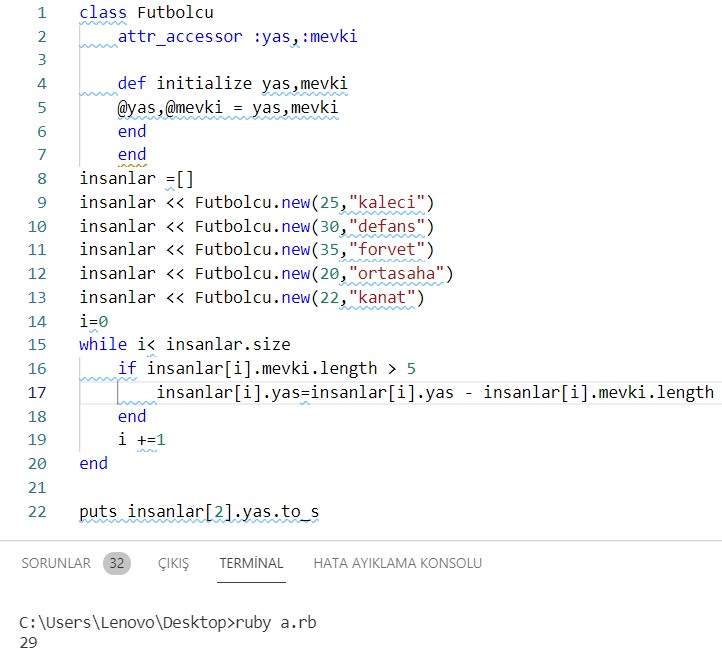 1 class Futbolcu
2 attr_accessor :yas,:mevki
3
4 def initialize yas,mevki
5 @yas,@mevki = yas,mevki
6 end
7 end
8 insanlar =[]
9 insanlar << Futbolcu.new(25,"kaleci")
10 insanlar << Futbolcu.new(30,"defans")
11 insanlar << Futbolcu.new(35,"forvet")
12 insanlar << Futbolcu.new(20,"ortasaha")
13 insanlar << Futbolcu.new(22,"kanat")
14 i=0
15 while i< insanlar.size
16 if insanlar[i].mevki.length > 5
17 insanlar[i].yas=insanlar[i].yas - insanlar[i].mevki.length
18 end
19 i +=1
20 end
21
22 puts insanlar[2].yas.to_s
SORUNLAR 32 ÇIKIŞ TERMİNAL HATA AYIKLAMA KONSOLU
C:\Users\Lenovo\Desktop>ruby a.rb
29